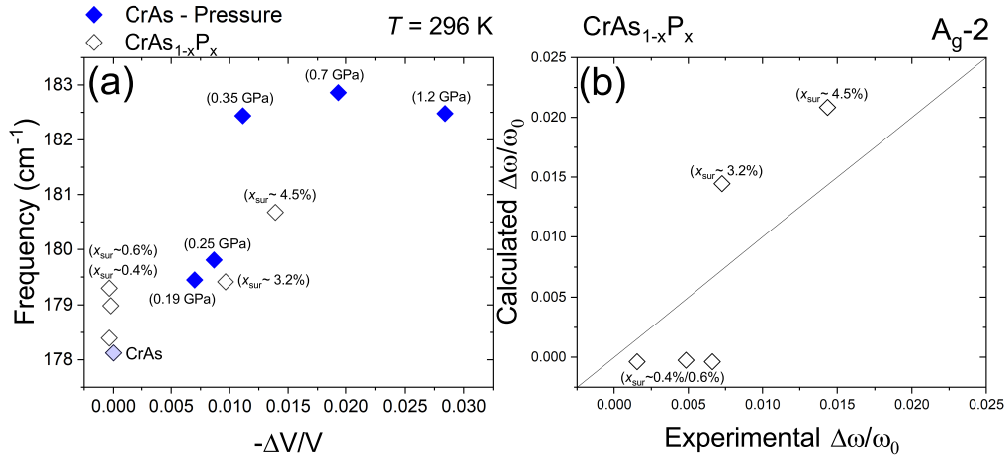 CrAs - Pressure
CrAs1-xPx
T = 296 K
(a)
183
182
181
180
179
178
Frequency (cm-1)
(0.7 GPa)
(0.35 GPa)
(1.2 GPa)
(xsur~ 4.5%)
(xsur~0.6%)
(xsur~0.4%)
(0.25 GPa)
(xsur~ 3.2%)
(0.19 GPa)
CrAs
0.000 0.005 0.010 0.015 0.020 0.025 0.030
-ΔV/V
CrAs1-xPx
Ag-2
(b)
0.025
0.020
0.015
0.010
0.005
0.000
Calculated Δω/ω0
(xsur~ 4.5%)
(xsur~ 3.2%)
(xsur~0.4%/0.6%)
0.000 0.005 0.010 0.015 0.020 0.025
Experimental Δω/ω0